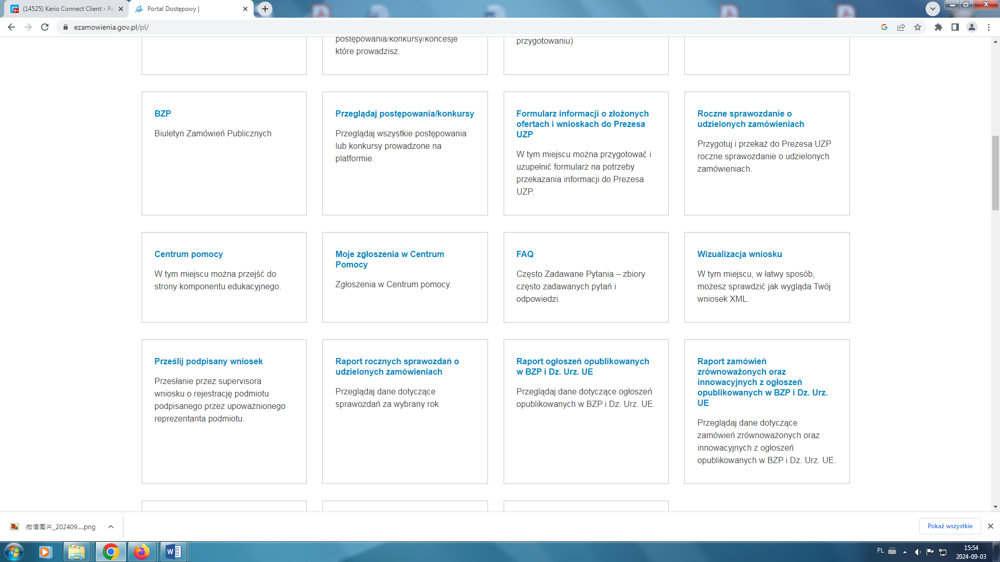 (14525) Kerio Connect Client - Re
Portal Dostępowy |
ezamowienia.gov.pl/pl/
postępowania/konkursy/koncesje
które prowadzisz.
przygotowaniu)
BZP
Biuletyn Zamówień Publicznych
Przeglądaj postępowania/konkursy
Przeglądaj wszystkie postępowania
lub konkursy prowadzone na
platformie.
Formularz informacji o złożonych
ofertach i wnioskach do Prezesa
UZP
W tym miejscu można przygotować i
uzupełnić formularz na potrzeby
przekazania informacji do Prezesa
UZP.
Roczne sprawozdanie o
udzielonych zamówieniach
Przygotuj i przekaż do Prezesa UZP
roczne sprawozdanie o udzielonych
zamówieniach.
Centrum pomocy
W tym miejscu można przejść do
strony komponentu edukacyjnego.
Moje zgłoszenia w Centrum
Pomocy
Zgłoszenia w Centrum pomocy.
FAQ
Często Zadawane Pytania – zbiory
często zadawanych pytań i
odpowiedzi.
Wizualizacja wniosku
W tym miejscu, w łatwy sposób,
możesz sprawdzić jak wygląda Twój
wniosek XML.
Prześlij podpisany wniosek
Przesłanie przez supervisora
wniosku o rejestrację podmiotu
podpisanego przez upoważnionego
reprezentanta podmiotu.
Raport rocznych sprawozdań o
udzielonych zamówieniach
Przeglądaj dane dotyczące
sprawozdań za wybrany rok
Raport ogłoszeń opublikowanych
w BZP i Dz. Urz. UE
Przeglądaj dane dotyczące ogłoszeń
opublikowanych w BZP i Dz. Urz. UE.
Raport zamówień
zrównoważonych oraz
innowacyjnych z ogłoszeń
opublikowanych w BZP i Dz. Urz.
UE
Przeglądaj dane dotyczące
zamówień zrównoważonych oraz
innowacyjnych z ogłoszeń
opublikowanych w BZP i Dz. Urz. UE.
微信图片_202409....png
Pokaż wszystkie
PL
15:54
2024-09-03